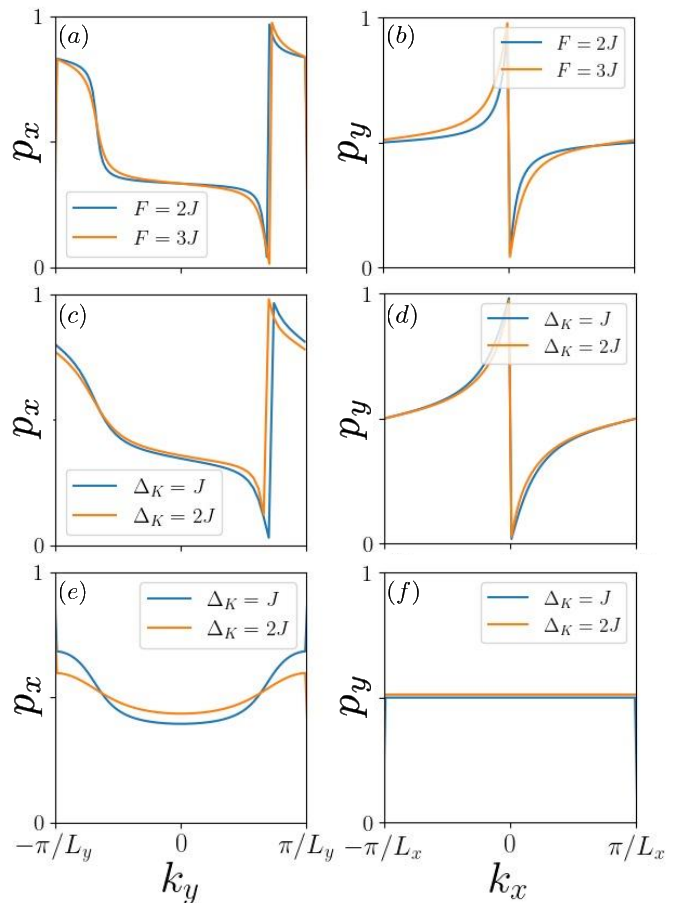 (a)
1
p_x
0
F = 2J
F = 3J
(b)
1
p_y
0
F = 2J
F = 3J
(c)
1
p_x
0
Δ_K = J
Δ_K = 2J
(d)
1
p_y
0
Δ_K = J
Δ_K = 2J
(e)
1
p_x
0
Δ_K = J
Δ_K = 2J
−π/L_y 0 π/L_y
k_y
(f)
1
p_y
0
Δ_K = J
Δ_K = 2J
−π/L_x 0 π/L_x
k_x